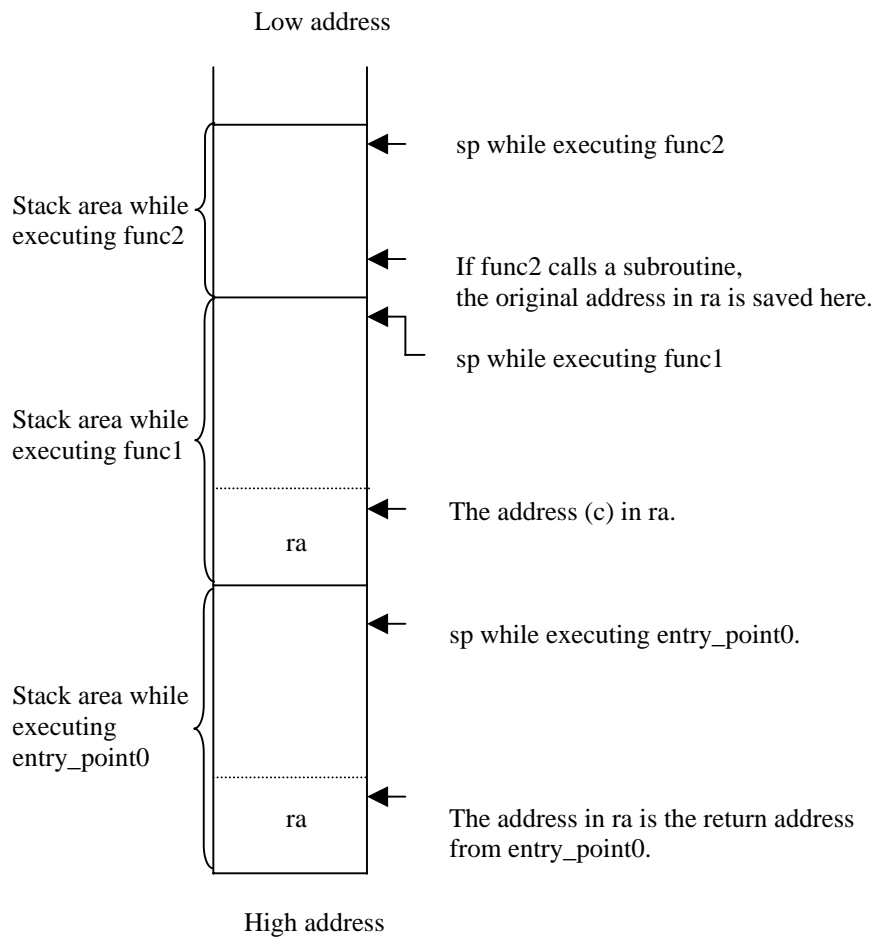 Low address
sp while executing func2
Stack area while
executing func2
If func2 calls a subroutine,
the original address in ra is saved here.
sp while executing func1
Stack area while
executing func1
The address (c) in ra.
ra
sp while executing entry_point0.
Stack area while
executing
entry_point0
ra
The address in ra is the return address
from entry_point0.
High address